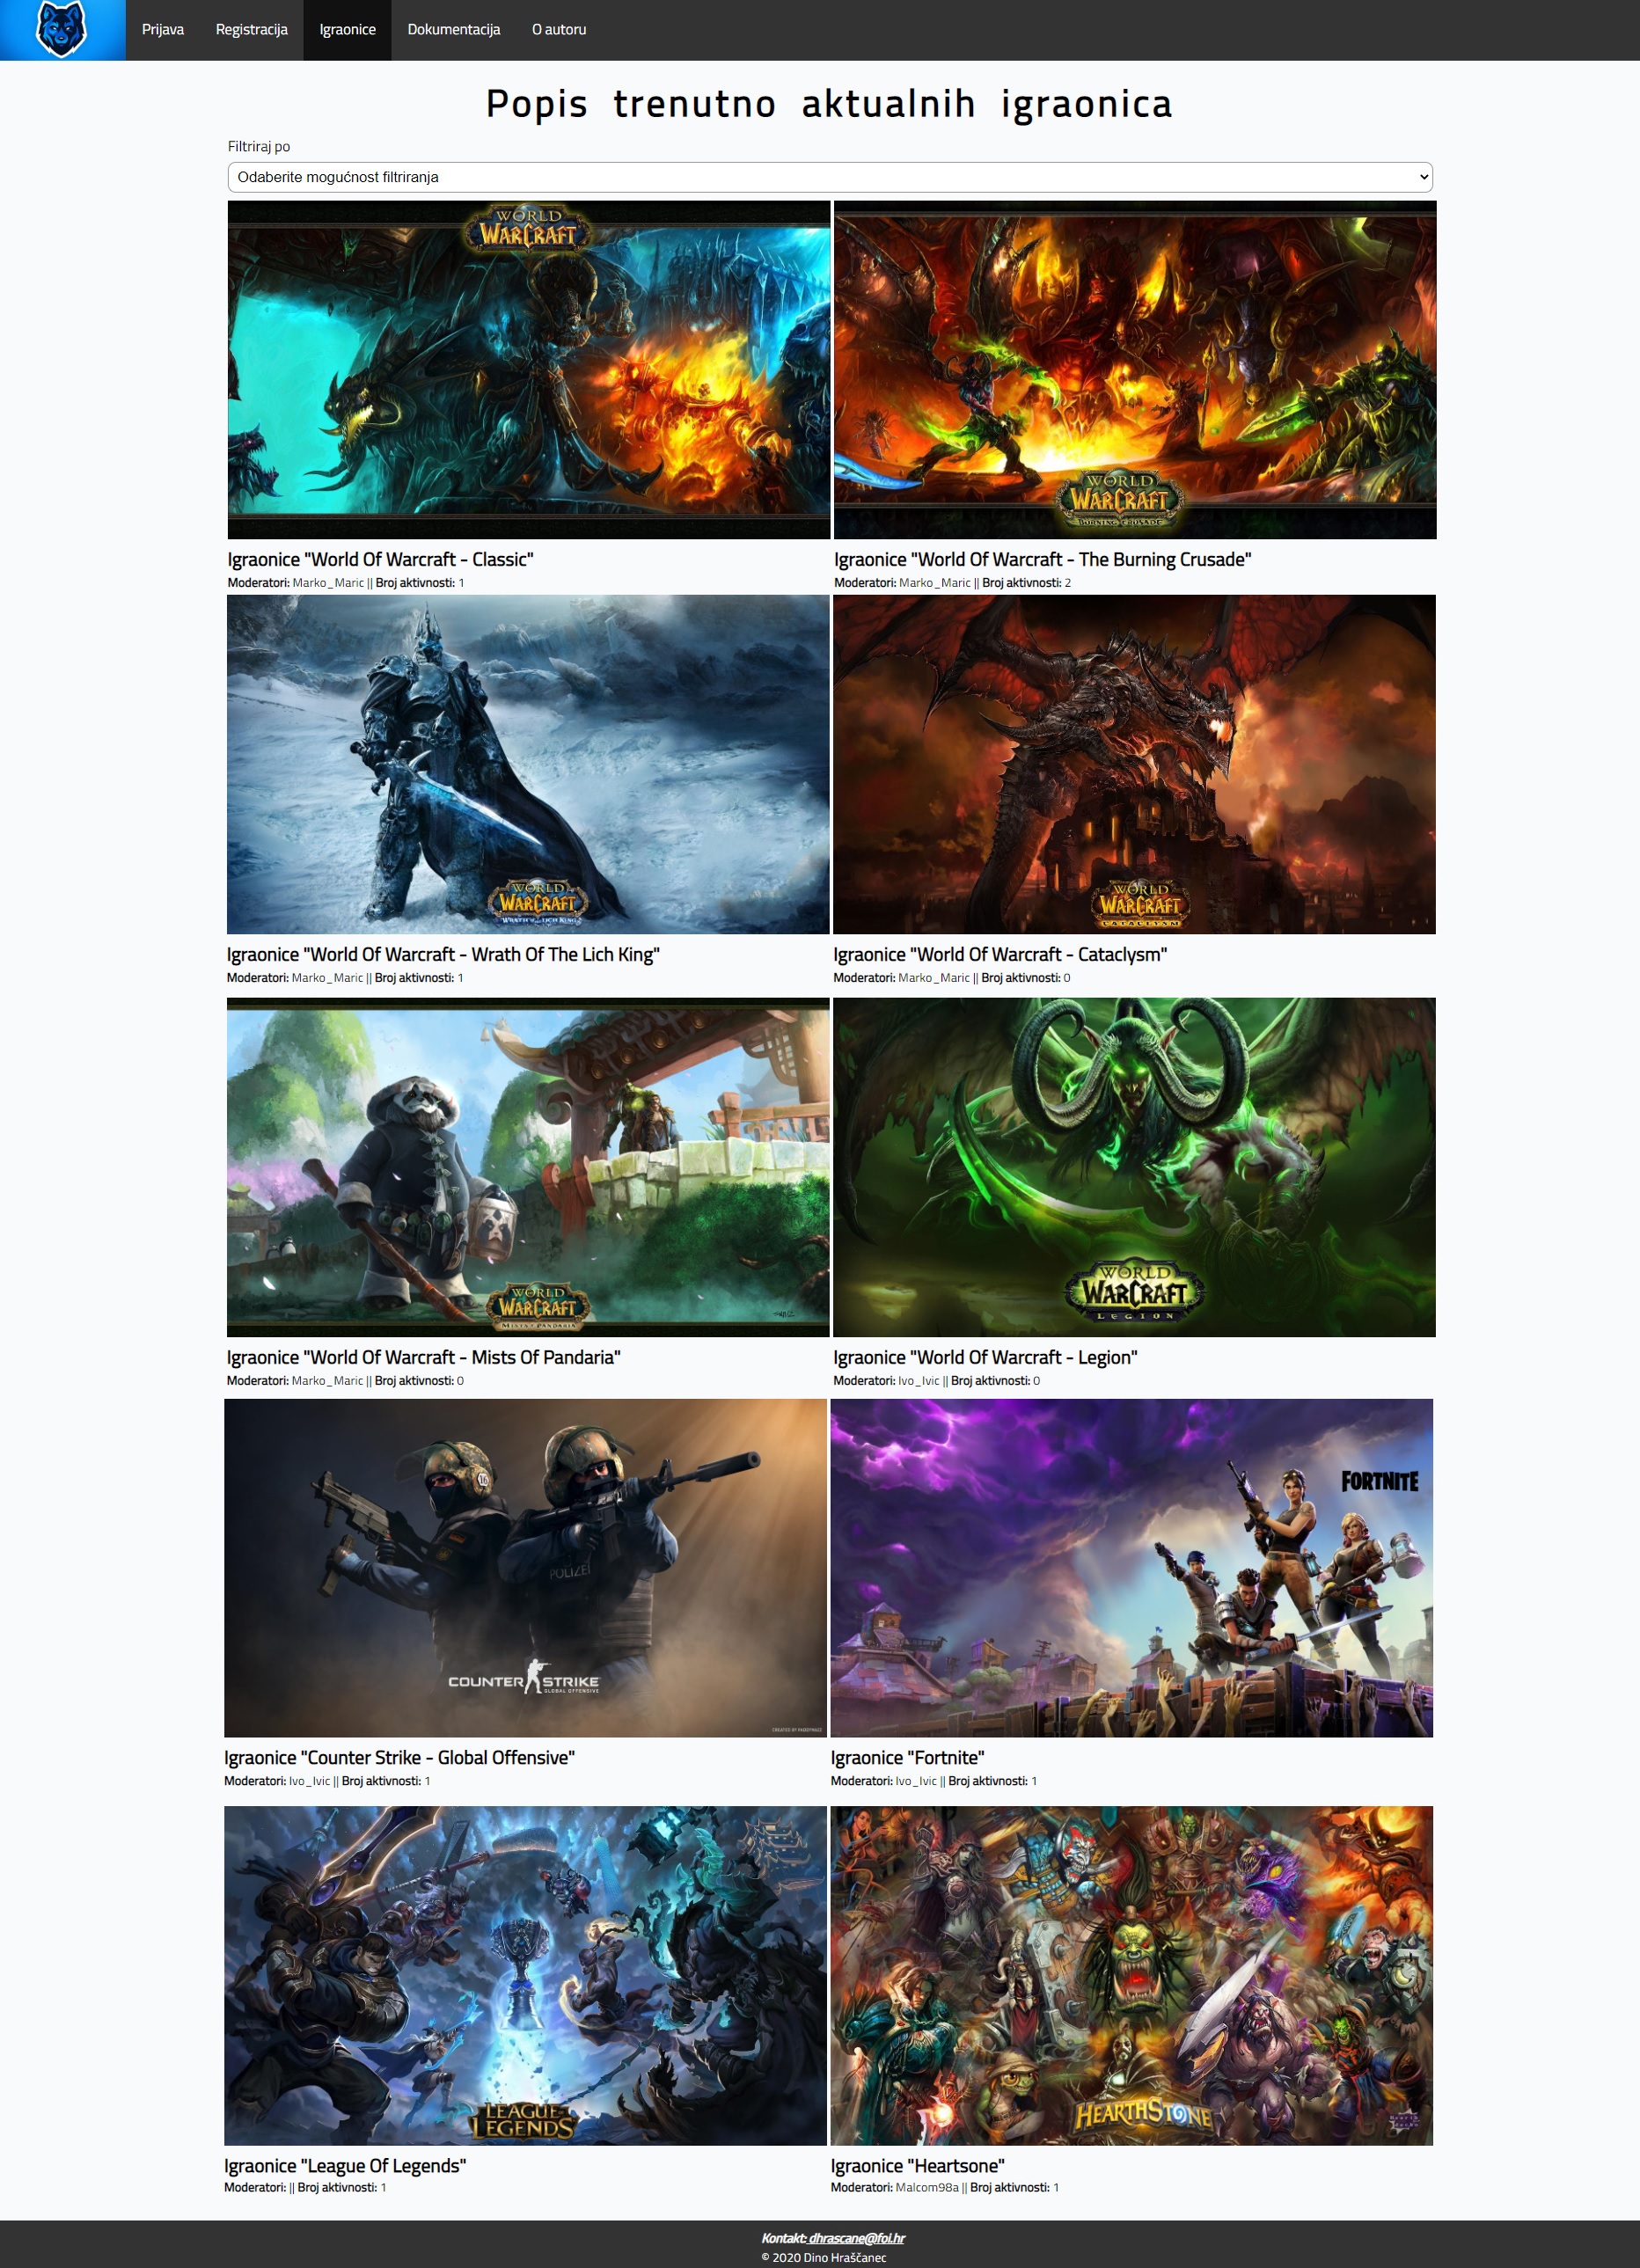 Prijava Registracija Igraonice Dokumentacija O autoru
Popis trenutno aktualnih igraonica
Filtriraj po
Odaberite mogućnost filtriranja
WORLD
WARCRAFT
WORLD
WARCRAFT
BURNING CRUSADE
Igraonice "World Of Warcraft - Classic"
Moderatori: Marko_Maric || Broj aktivnosti: 1
Igraonice "World Of Warcraft - The Burning Crusade"
Moderatori: Marko_Maric || Broj aktivnosti: 2
WORLD
WARCRAFT
WRATH OF THE LICH KING
WORLD
WARCRAFT
CATACLYSM
Igraonice "World Of Warcraft - Wrath Of The Lich King"
Moderatori: Marko_Maric || Broj aktivnosti: 1
Igraonice "World Of Warcraft - Cataclysm"
Moderatori: Marko_Maric || Broj aktivnosti: 0
WORLD
WARCRAFT
MISTS OF PANDARIA
WORLD
WARCRAFT
LEGION
Igraonice "World Of Warcraft - Mists Of Pandaria"
Moderatori: Marko_Maric || Broj aktivnosti: 0
Igraonice "World Of Warcraft - Legion"
Moderatori: Ivo_Ivic || Broj aktivnosti: 0
16
POLIZEI
COUNTER STRIKE
GLOBAL OFFENSIVE
FORTNITE
Igraonice "Counter Strike - Global Offensive"
Moderatori: Ivo_Ivic || Broj aktivnosti: 1
Igraonice "Fortnite"
Moderatori: Ivo_Ivic || Broj aktivnosti: 1
LEAGUE OF
LEGENDS
HEARTHSTONE
Igraonice "League Of Legends"
Moderatori: || Broj aktivnosti: 1
Igraonice "Heartsone"
Moderatori: Malcom98a || Broj aktivnosti: 1
Kontakt: dhrascane@foi.hr
© 2020 Dino Hraščanec